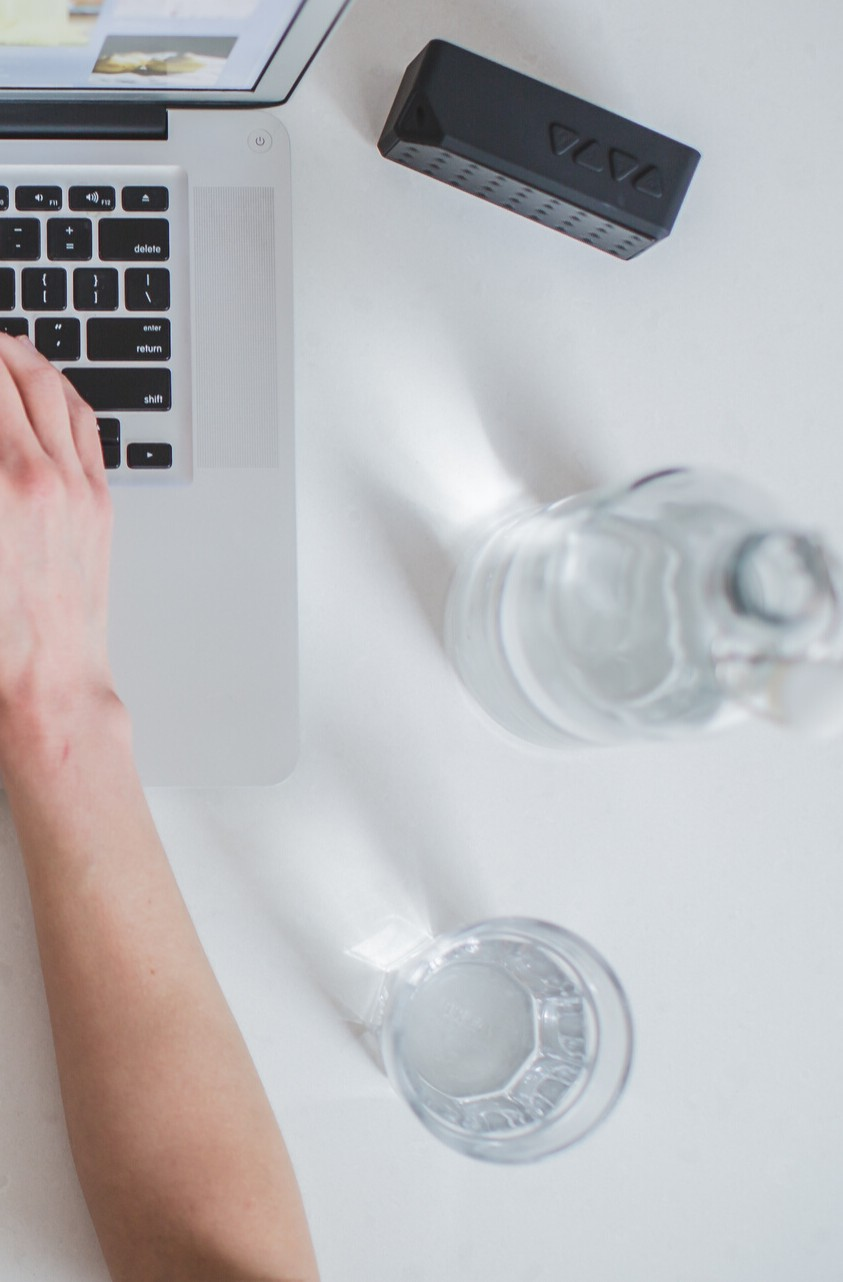 F11 F12
- + =
delete
{ [ } ] | \
" ' enter
return
shift